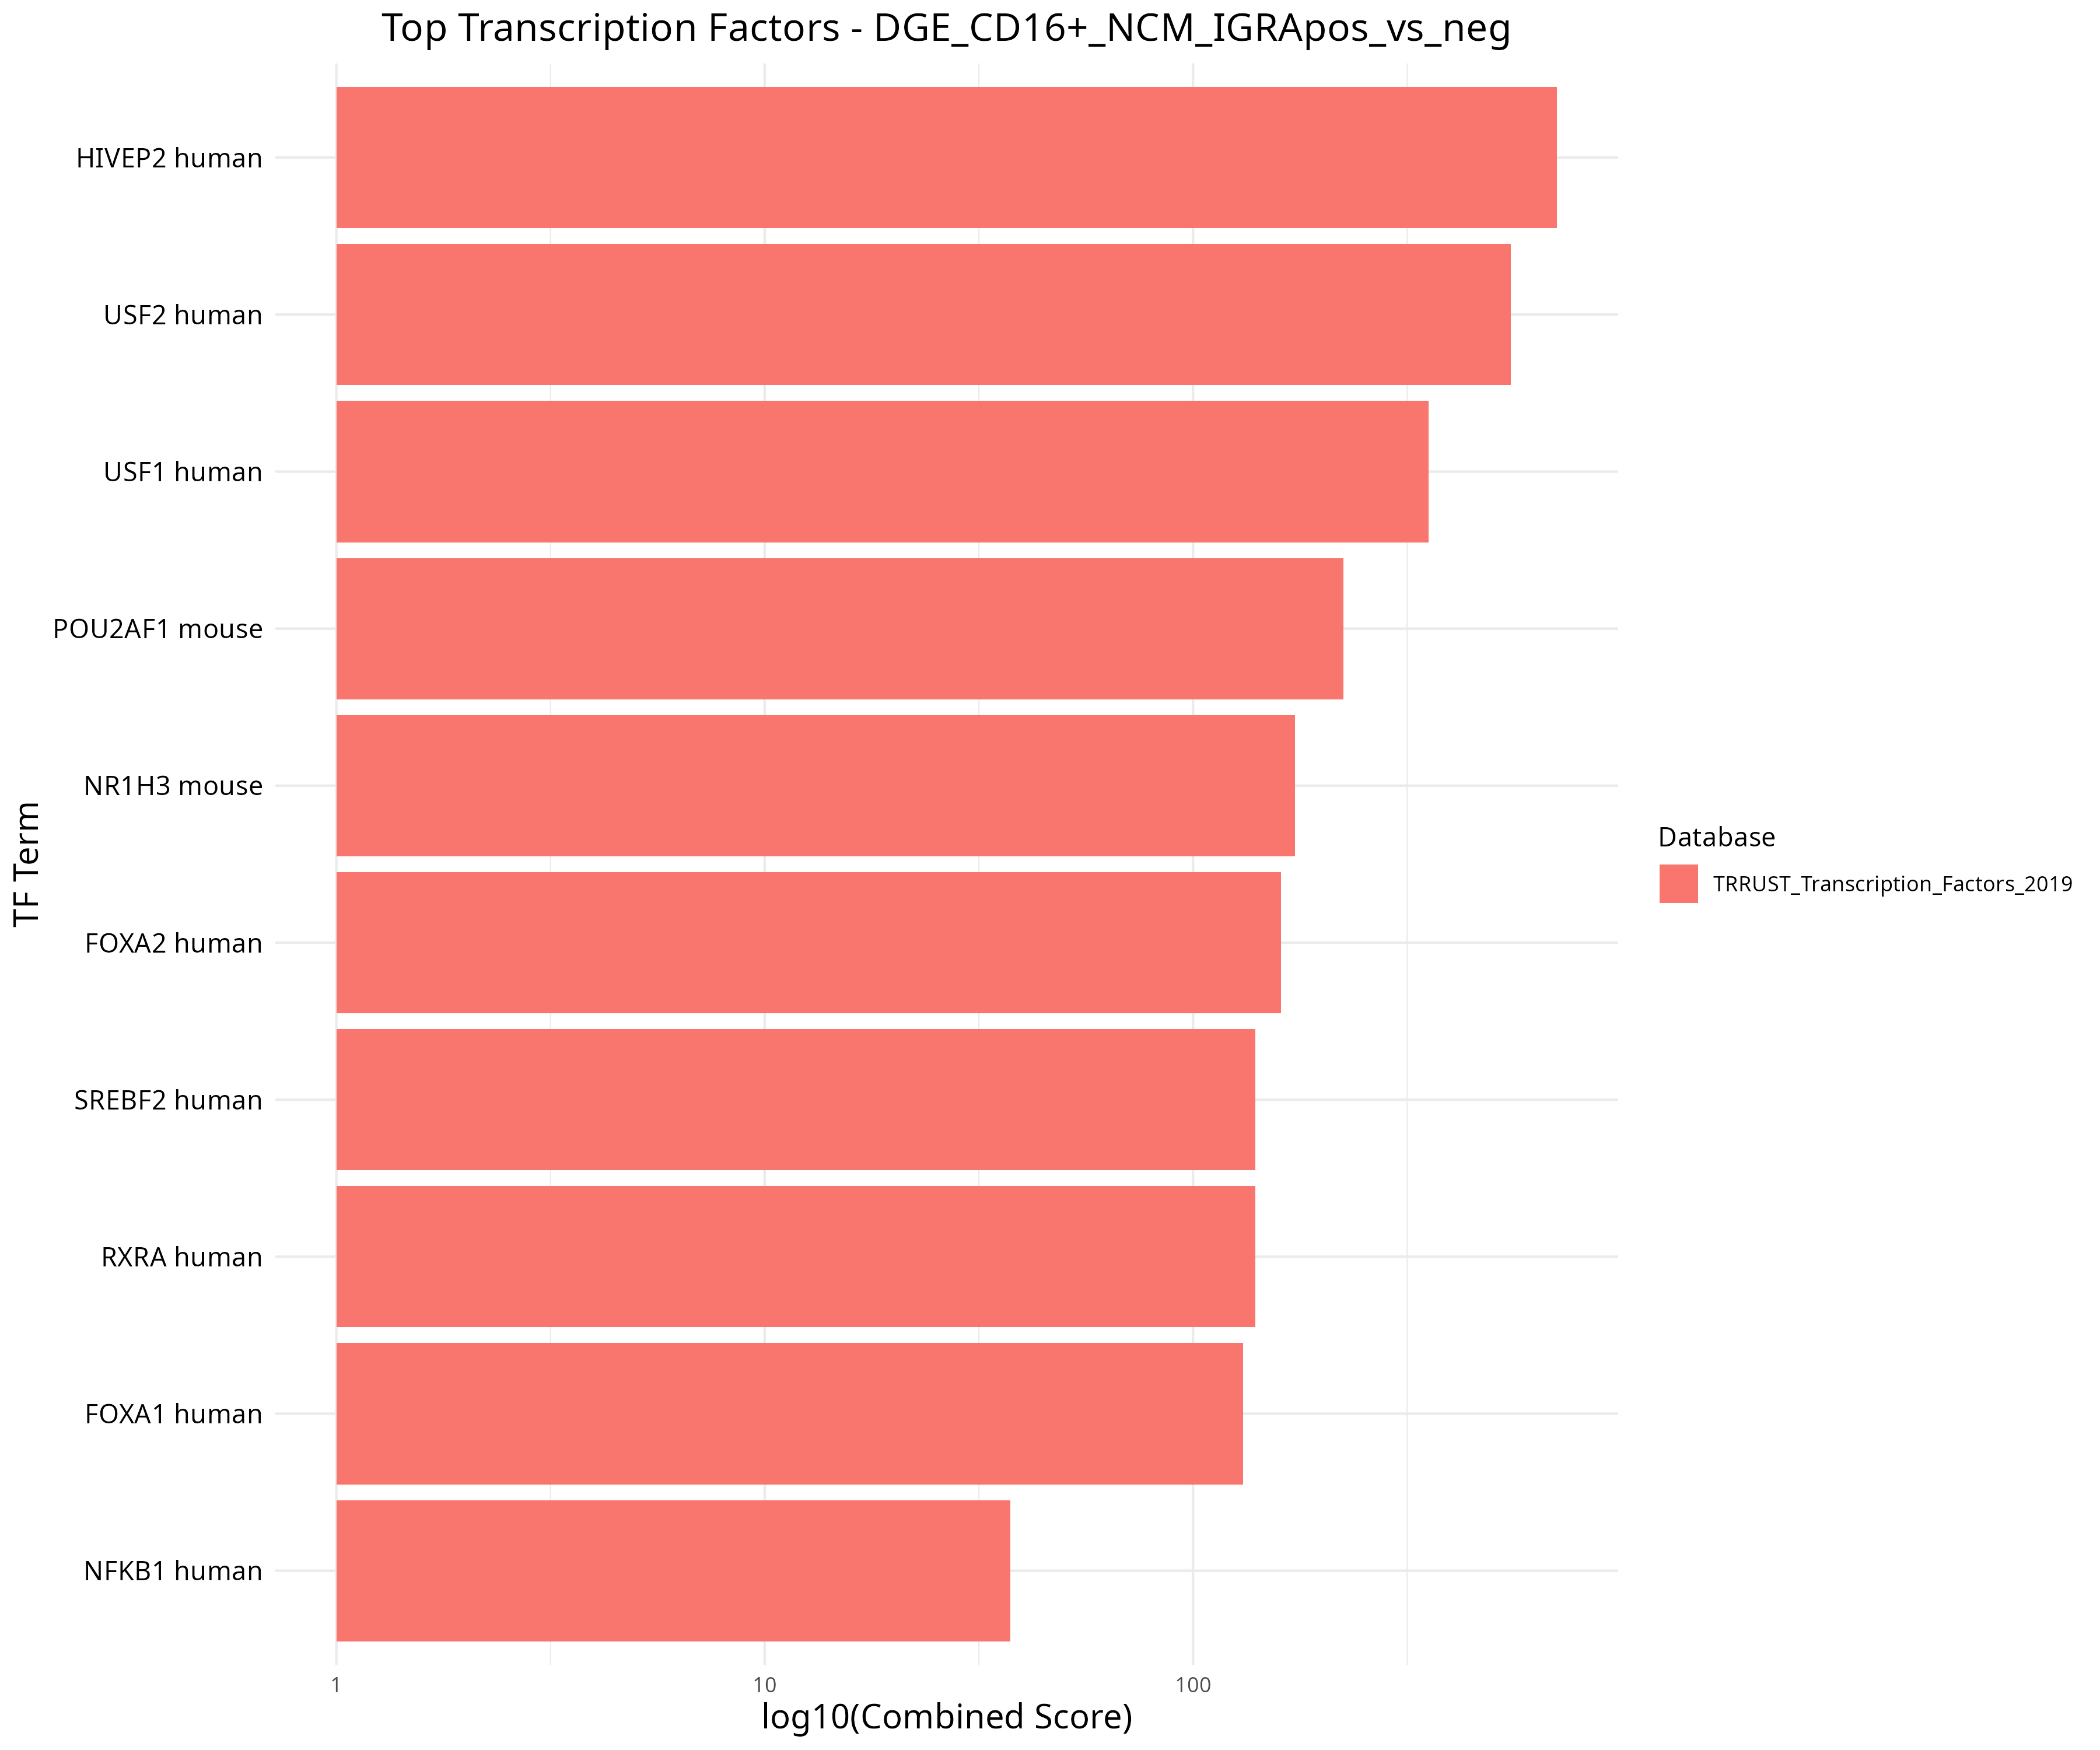 Top Transcription Factors - DGE_CD16+_NCM_IGRApos_vs_neg
HIVEP2 human
USF2 human
USF1 human
POU2AF1 mouse
NR1H3 mouse
FOXA2 human
SREBF2 human
RXRA human
FOXA1 human
NFKB1 human
TF Term
1 10 100
log10(Combined Score)
Database
TRRUST_Transcription_Factors_2019